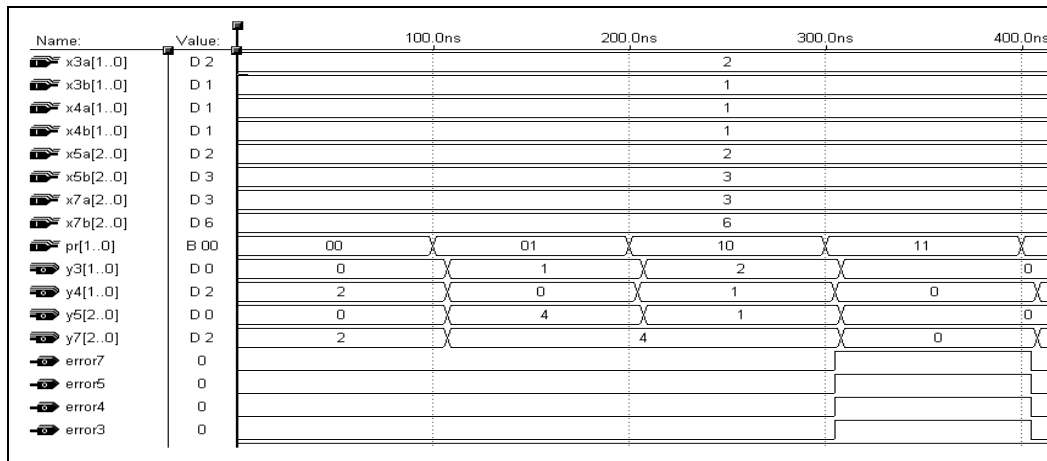 Name: Value: 100.0ns 200.0ns 300.0ns 400.0ns
x3a[1..0] D 2 2
x3b[1..0] D 1 1
x4a[1..0] D 1 1
x4b[1..0] D 1 1
x5a[2..0] D 2 2
x5b[2..0] D 3 3
x7a[2..0] D 3 3
x7b[2..0] D 6 6
pr[1..0] B 00 00 01 10 11
y3[1..0] D 0 0 1 2 0
y4[1..0] D 2 2 0 1 0
y5[2..0] D 0 0 4 1 0
y7[2..0] D 2 2 4 0
error7 0
error5 0
error4 0
error3 0